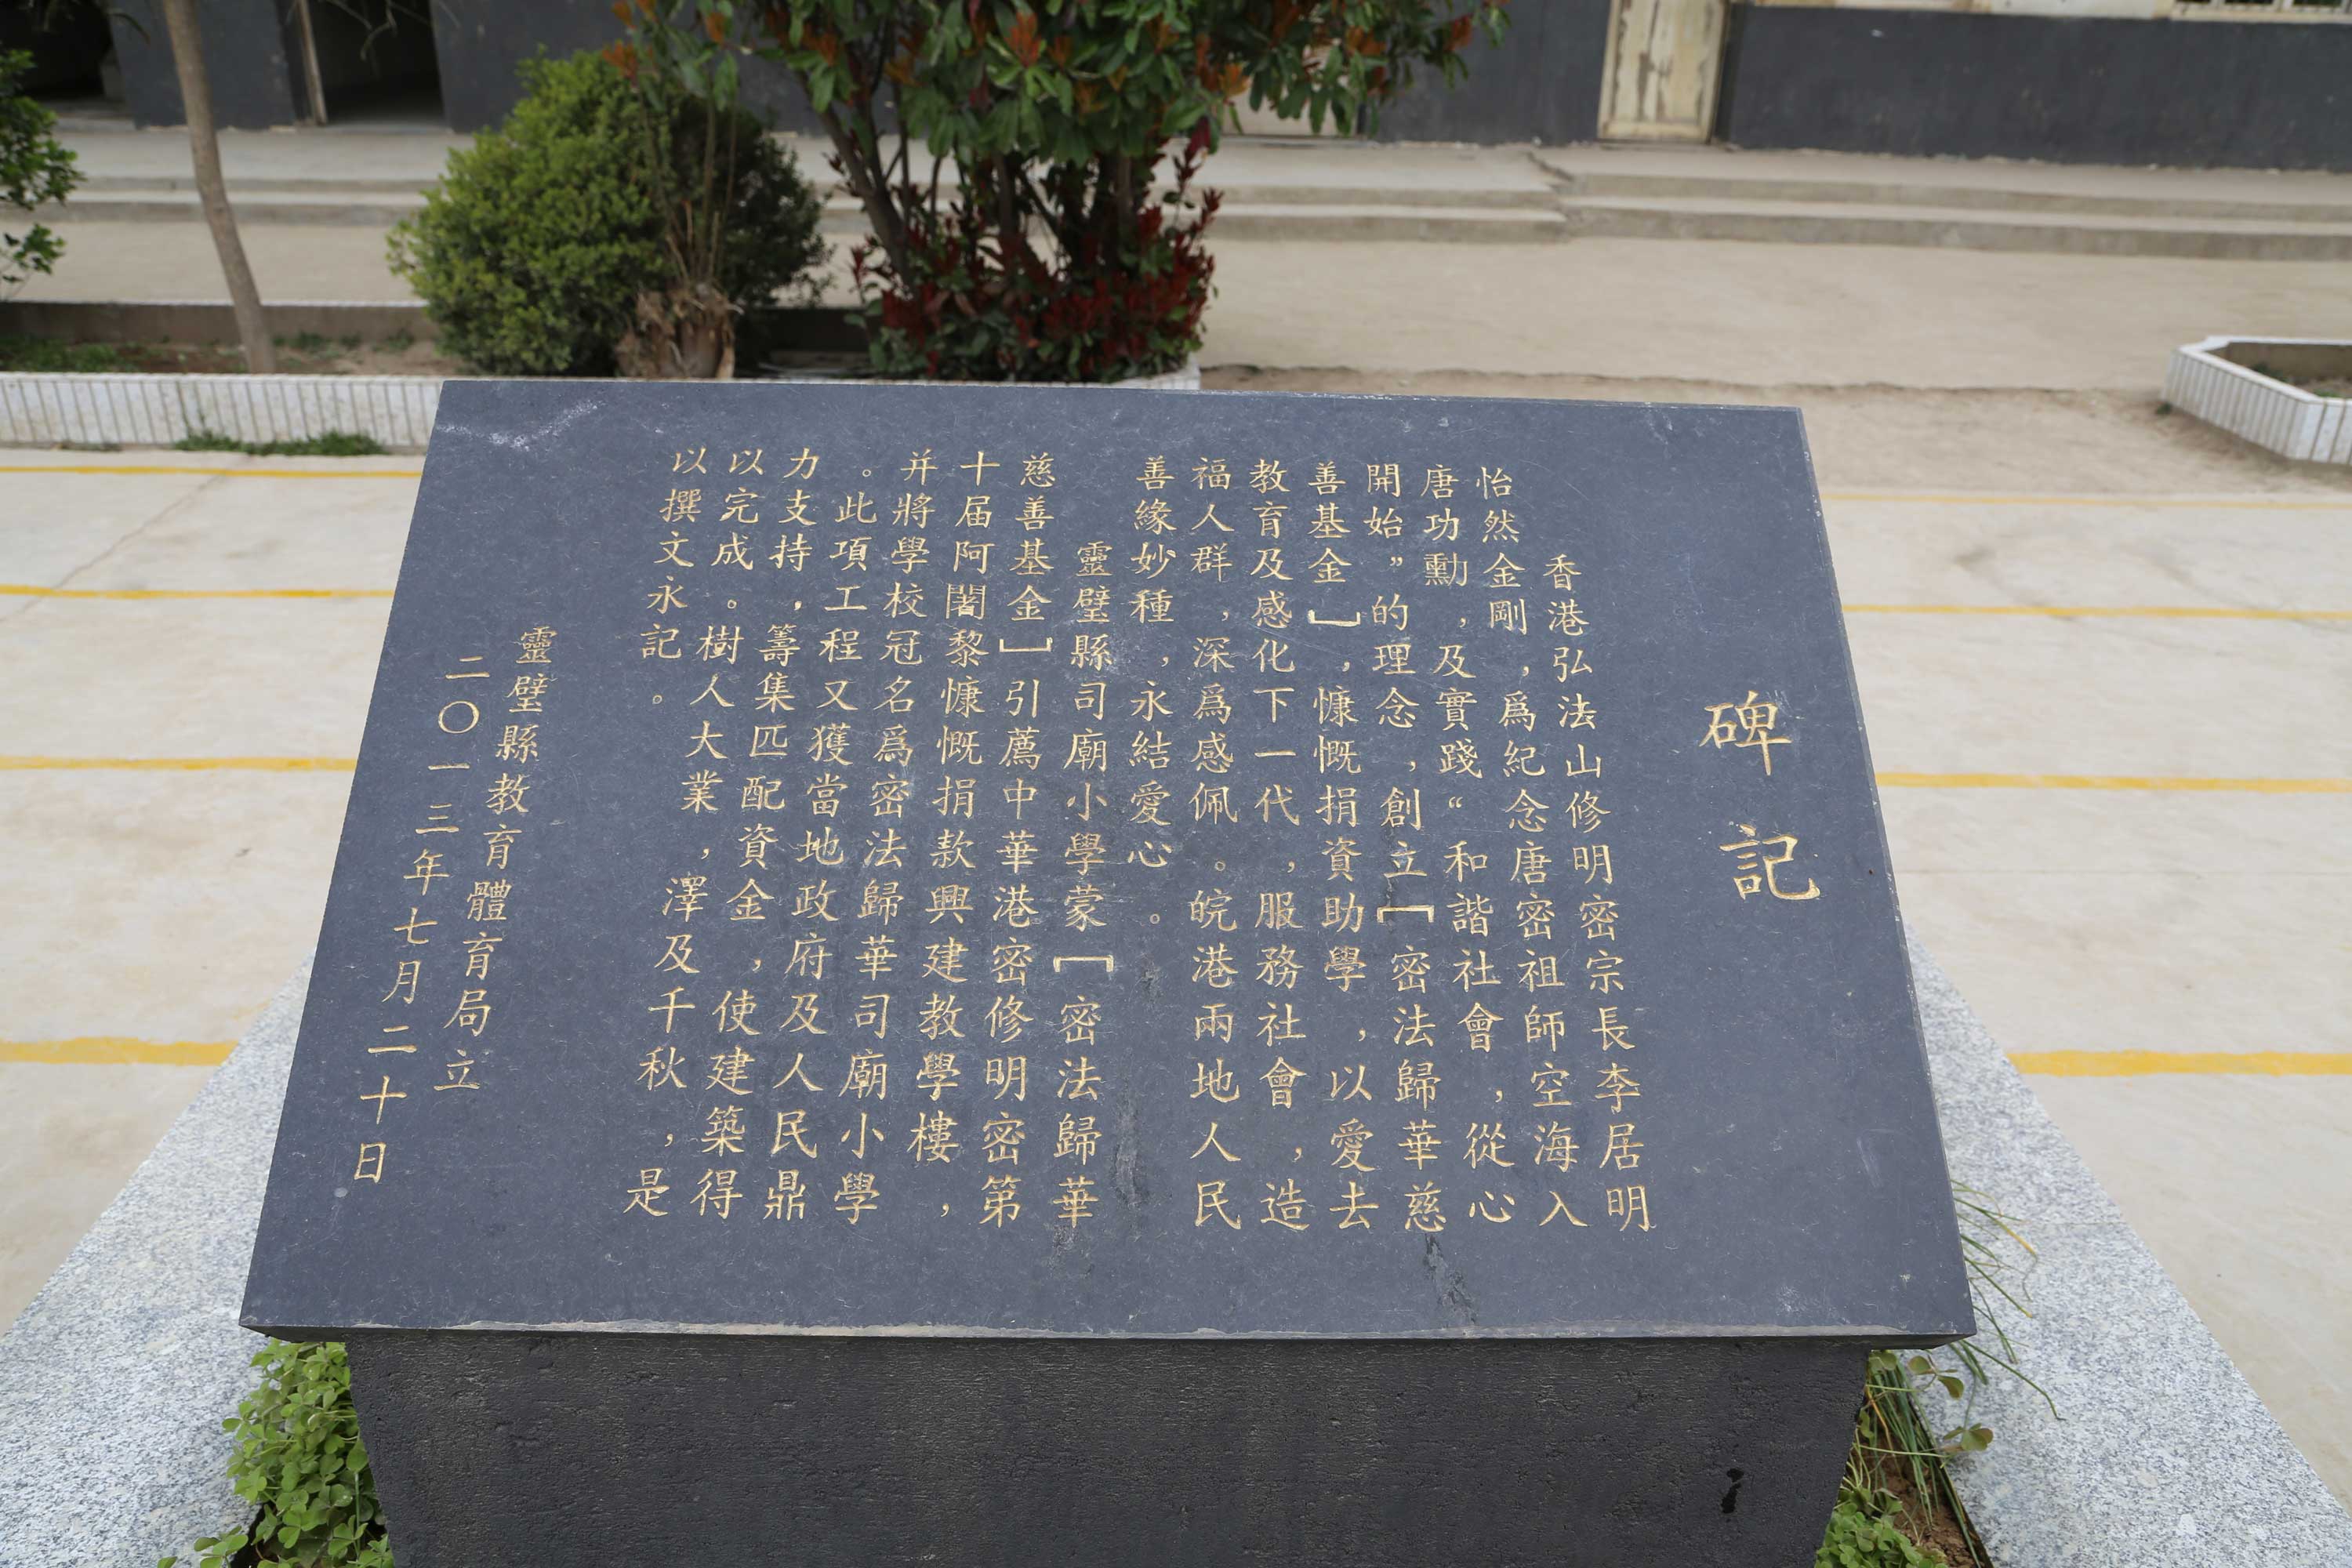 碑記
香港弘法山修明密宗宗長李居明
怡然金剛，爲紀念唐密祖師空海入
唐功勳，及實踐“和諧社會，從心
開始”的理念，創立［密法歸華慈
善基金］，慷慨捐資助學，以愛去
教育及感化下一代，服務社會，造
福人群，深爲感佩。皖港兩地人民
善緣妙種，永結愛心。
靈璧縣司廟小學蒙［密法歸華
慈善基金］引薦中華港密修明密第
十届阿闍黎慷慨捐款興建教學樓，
并將學校冠名爲密法歸華司廟小學
。此項工程又獲當地政府及人民鼎
力支持，籌集匹配資金，使建築得
以完成。樹人大業，澤及千秋，是
以撰文永記。
靈璧縣教育體育局立
二〇一三年七月二十日